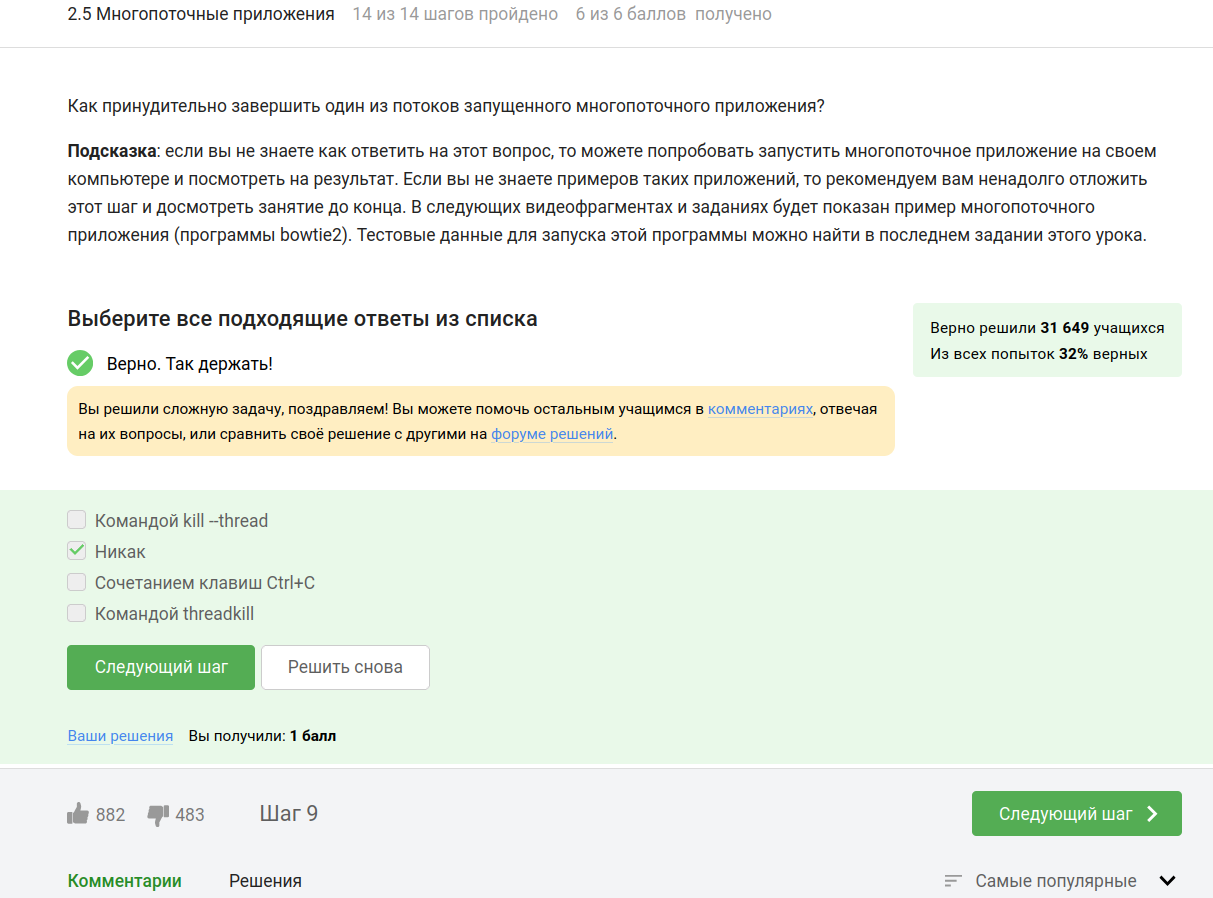 2.5 Многопоточные приложения 14 из 14 шагов пройдено 6 из 6 баллов получено
Как принудительно завершить один из потоков запущенного многопоточного приложения?
Подсказка: если вы не знаете как ответить на этот вопрос, то можете попробовать запустить многопоточное приложение на своем
компьютере и посмотреть на результат. Если вы не знаете примеров таких приложений, то рекомендуем вам ненадолго отложить
этот шаг и досмотреть занятие до конца. В следующих видеофрагментах и заданиях будет показан пример многопоточного
приложения (программы bowtie2). Тестовые данные для запуска этой программы можно найти в последнем задании этого урока.
Выберите все подходящие ответы из списка
Верно решили 31 649 учащихся
Из всех попыток 32% верных
Верно. Так держать!
Вы решили сложную задачу, поздравляем! Вы можете помочь остальным учащимся в комментариях, отвечая
на их вопросы, или сравнить своё решение с другими на форуме решений.
Командой kill --thread
Никак
Сочетанием клавиш Ctrl+C
Командой threadkill
Следующий шаг Решить снова
Ваши решения Вы получили: 1 балл
882 483 Шаг 9 Следующий шаг
Комментарии Решения Самые популярные